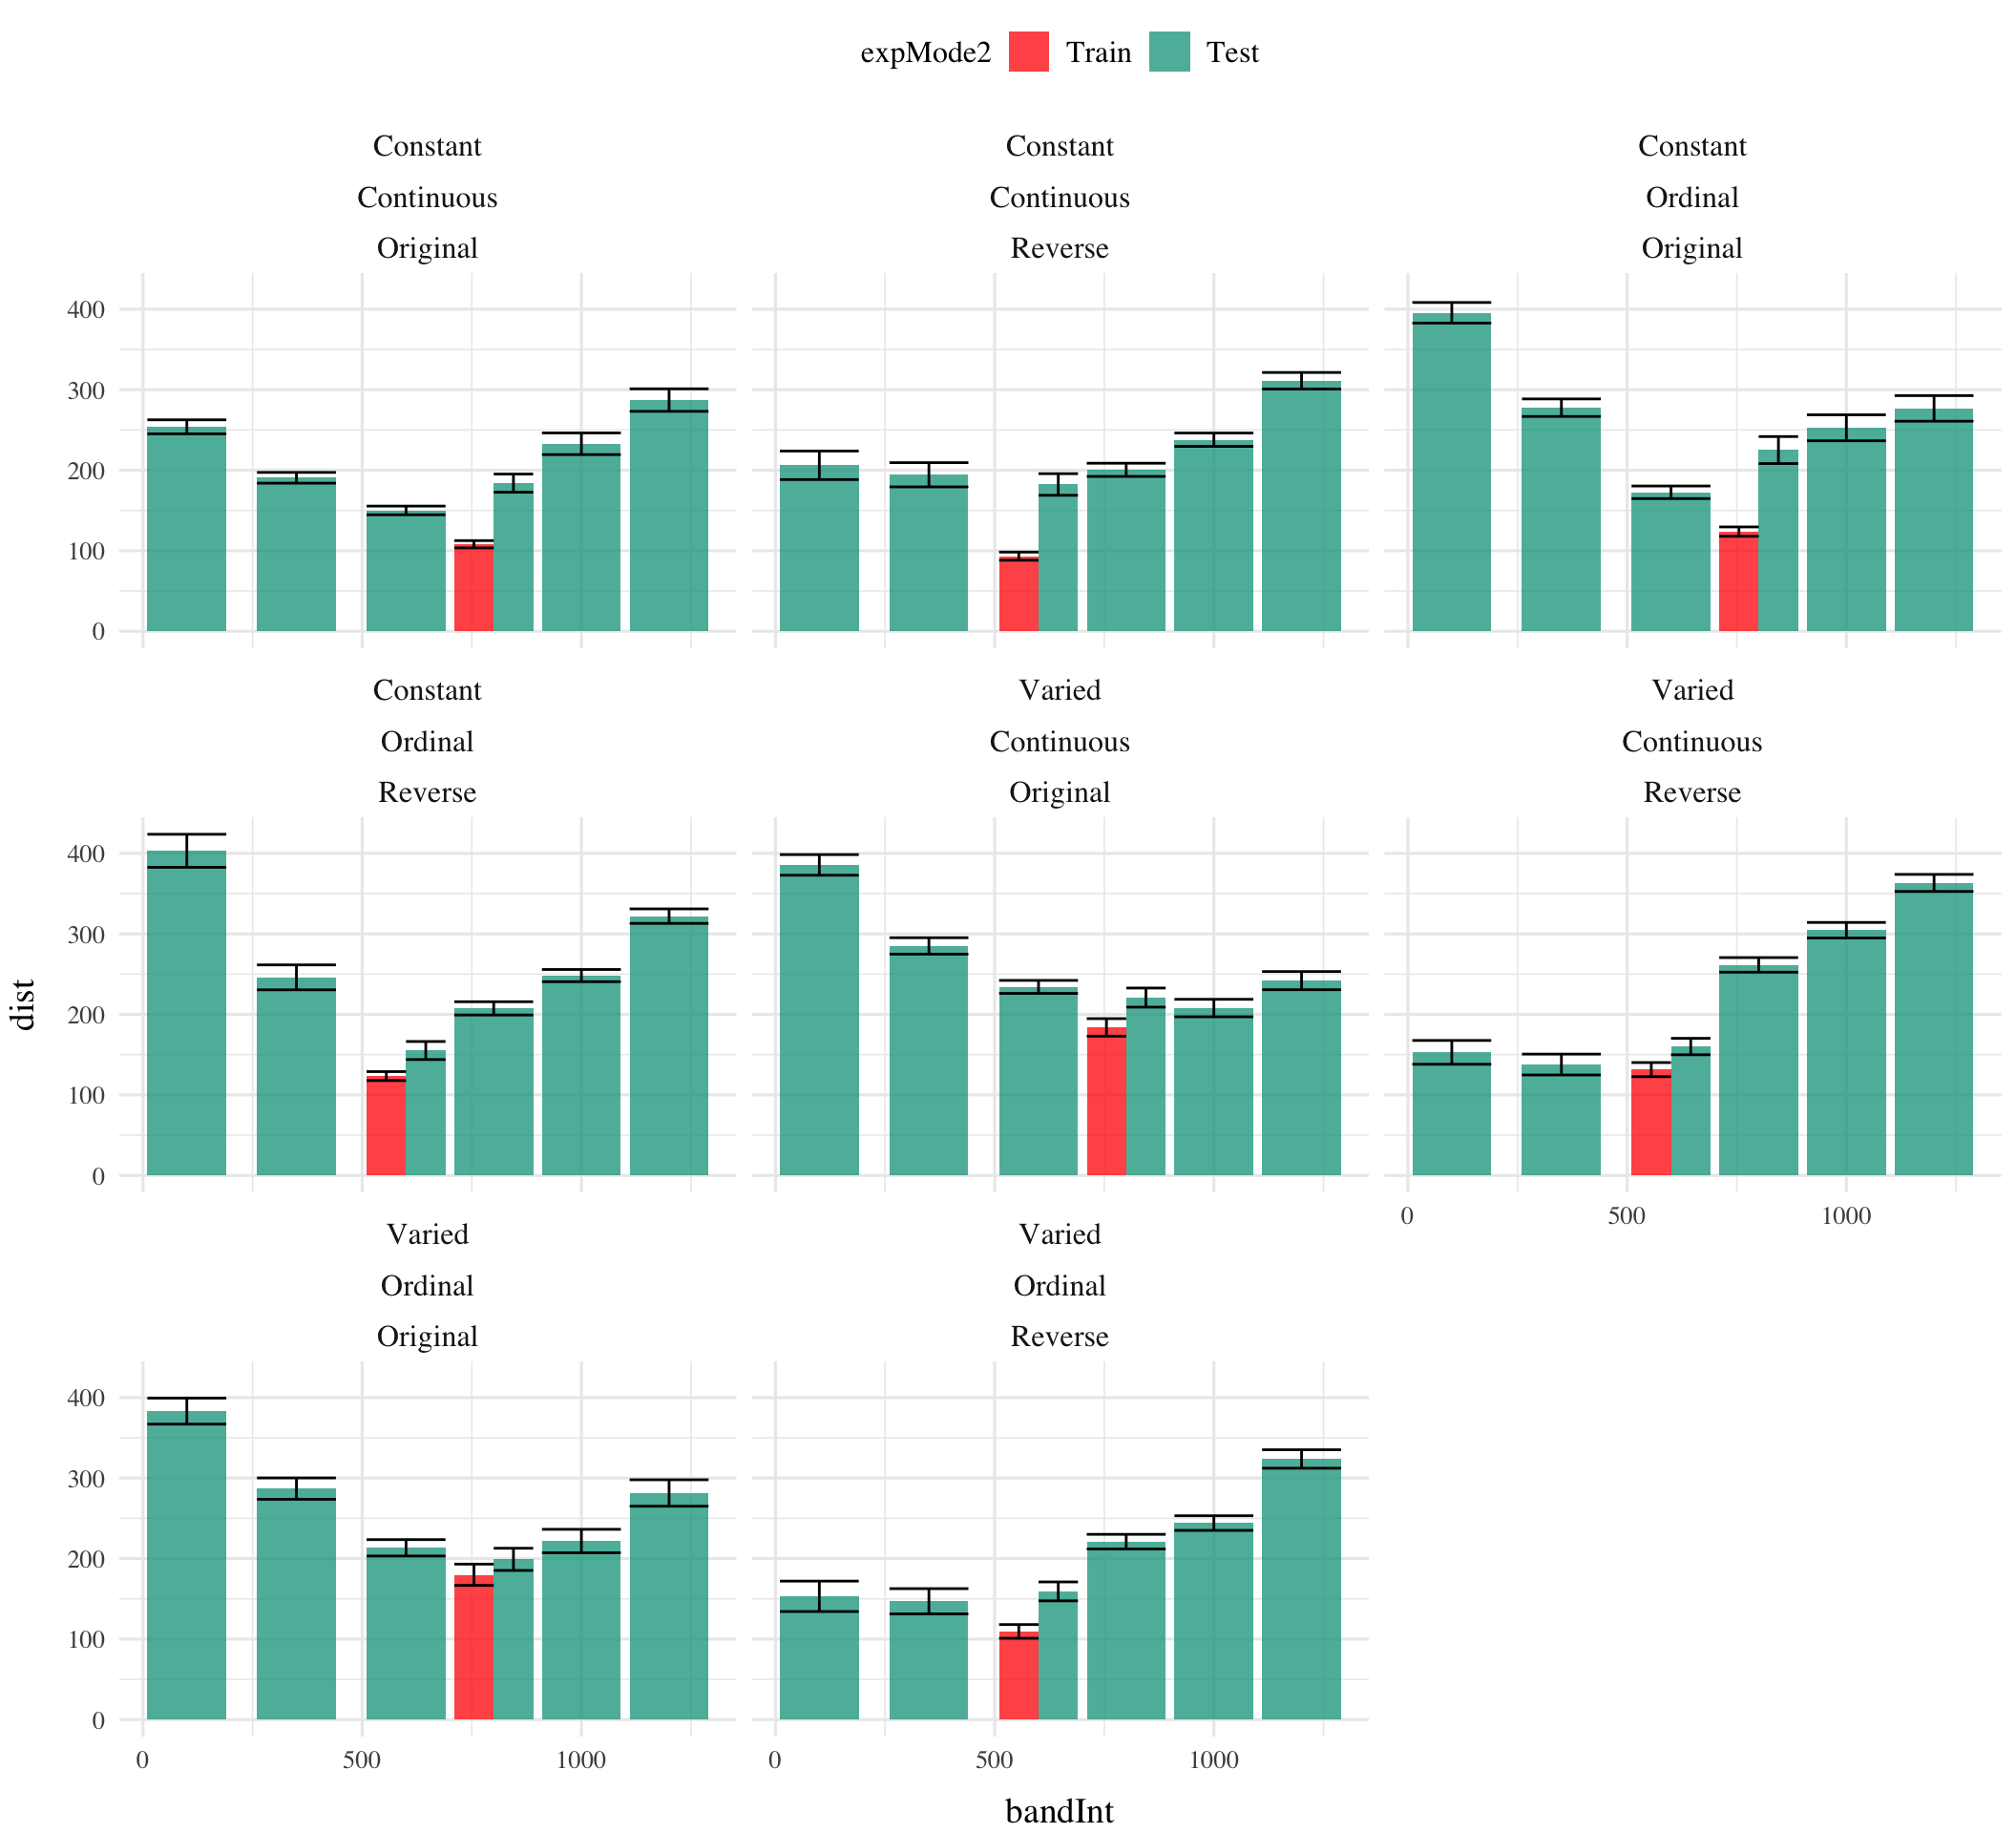 expMode2 Train Test
Constant Constant Constant
Continuous Continuous Ordinal
Original Reverse Original
400
300
200
100
0
Constant Varied Varied
Ordinal Continuous Continuous
Reverse Original Reverse
400
300
200
100
0
dist
0 500 1000
Varied Varied
Ordinal Ordinal
Original Reverse
400
300
200
100
0
0 500 1000 0 500 1000
bandInt